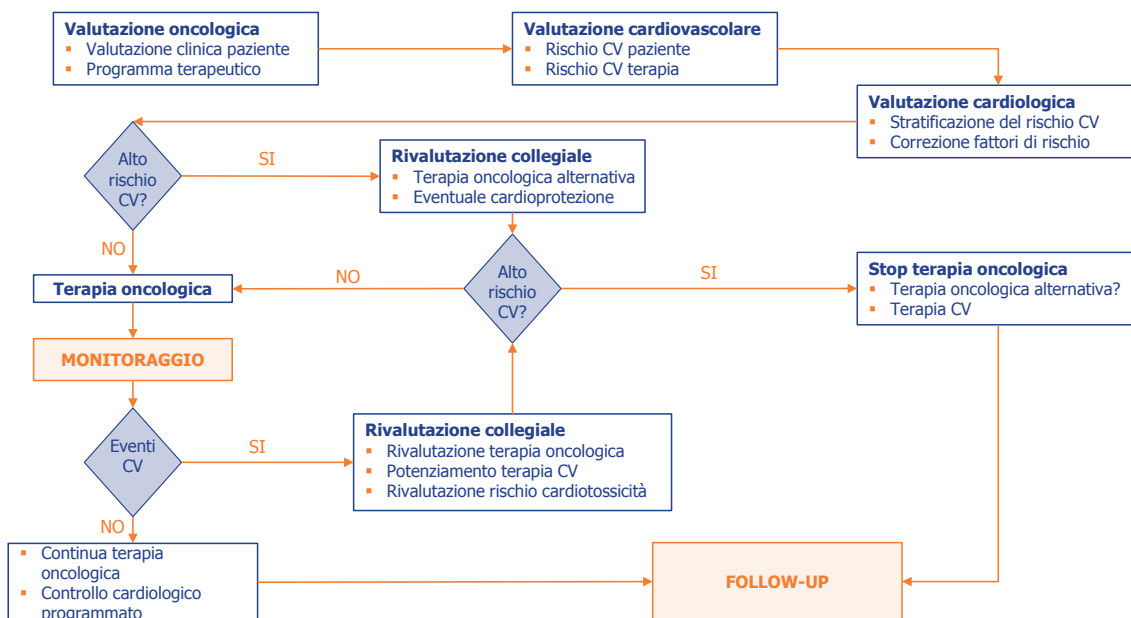 Valutazione oncologica
▪ Valutazione clinica paziente
▪ Programma terapeutico
Valutazione cardiovascolare
▪ Rischio CV paziente
▪ Rischio CV terapia
Valutazione cardiologica
▪ Stratificazione del rischio CV
▪ Correzione fattori di rischio
Alto
rischio
CV?
SI
Rivalutazione collegiale
▪ Terapia oncologica alternativa
▪ Eventuale cardioprotezione
NO
Terapia oncologica
NO
Alto
rischio
CV?
SI
Stop terapia oncologica
▪ Terapia oncologica alternativa?
▪ Terapia CV
MONITORAGGIO
Eventi
CV
SI
Rivalutazione collegiale
▪ Rivalutazione terapia oncologica
▪ Potenziamento terapia CV
▪ Rivalutazione rischio cardiotossicità
NO
▪ Continua terapia
oncologica
▪ Controllo cardiologico
programmato
FOLLOW-UP